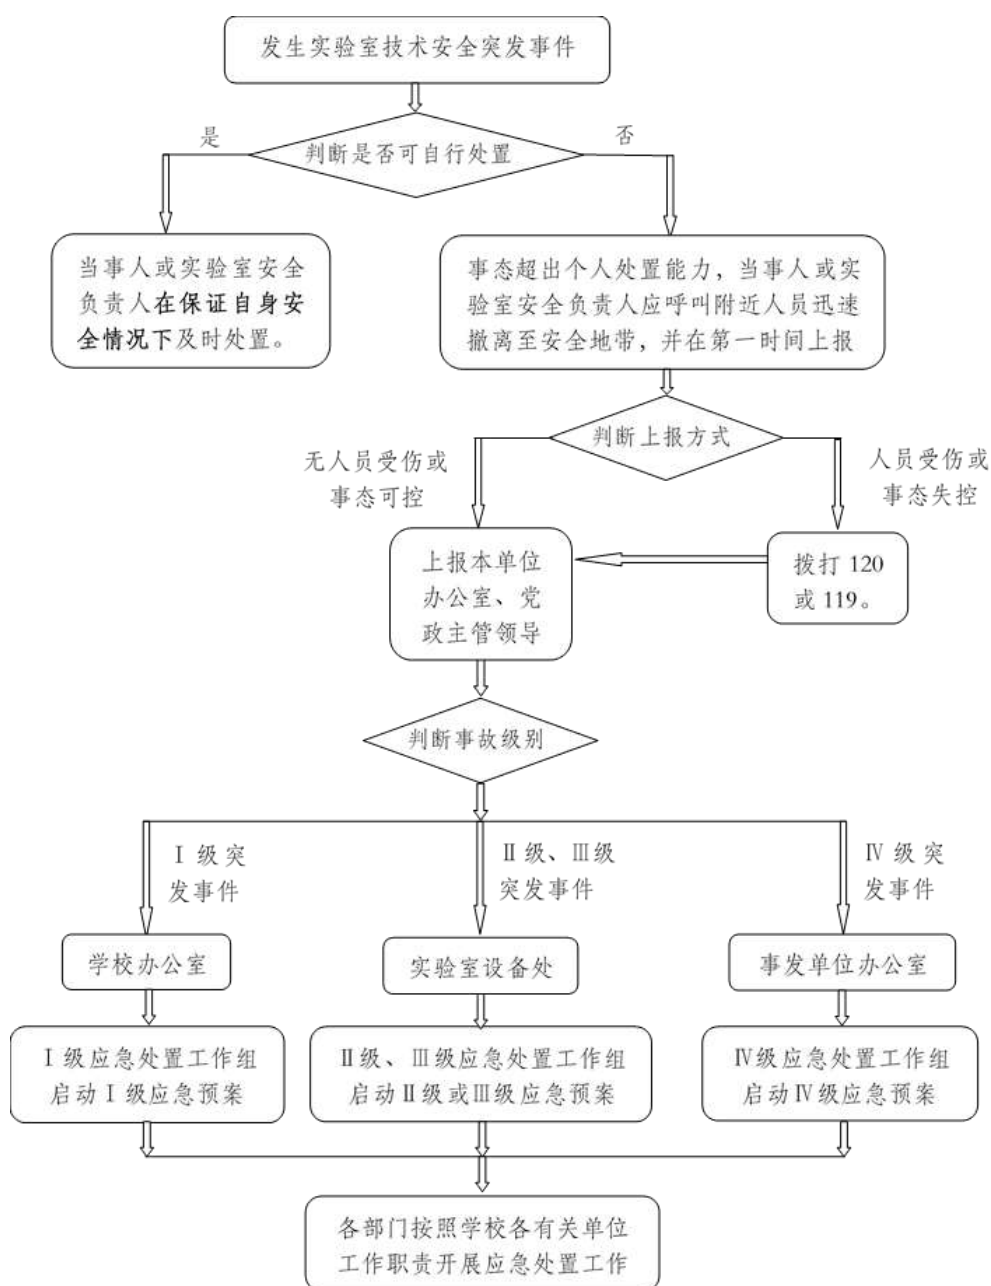 发生实验室技术安全突发事件
是
否
判断是否可自行处置
当事人或实验室安全
负责人在保证自身安
全情况下及时处置。
事态超出个人处置能力，当事人或实
验室安全负责人应呼叫附近人员迅速
撤离至安全地带，并在第一时间上报
判断上报方式
无人员受伤或
事态可控
人员受伤或
事态失控
上报本单位
办公室、党
政主管领导
拨打 120
或 119。
判断事故级别
Ⅰ 级 突
发事件
Ⅱ 级、Ⅲ级
突发事件
Ⅳ 级 突
发事件
学校办公室
实验室设备处
事发单位办公室
Ⅰ 级应急处置工作组
启动Ⅰ级应急预案
Ⅱ级、Ⅲ级应急处置工作组
启动Ⅱ级或Ⅲ级应急预案
Ⅳ级应急处置工作组
启动Ⅳ级应急预案
各部门按照学校各有关单位
工作职责开展应急处置工作